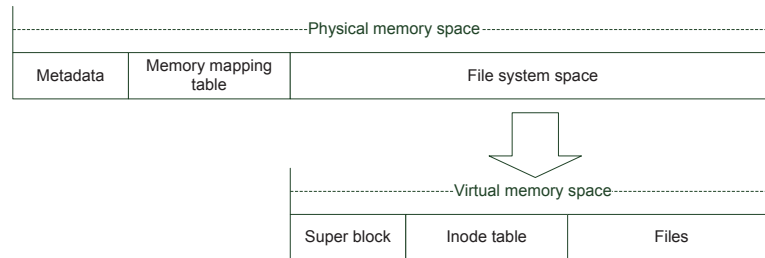 Physical memory space
Metadata
Memory mapping
table
File system space
Virtual memory space
Super block
Inode table
Files